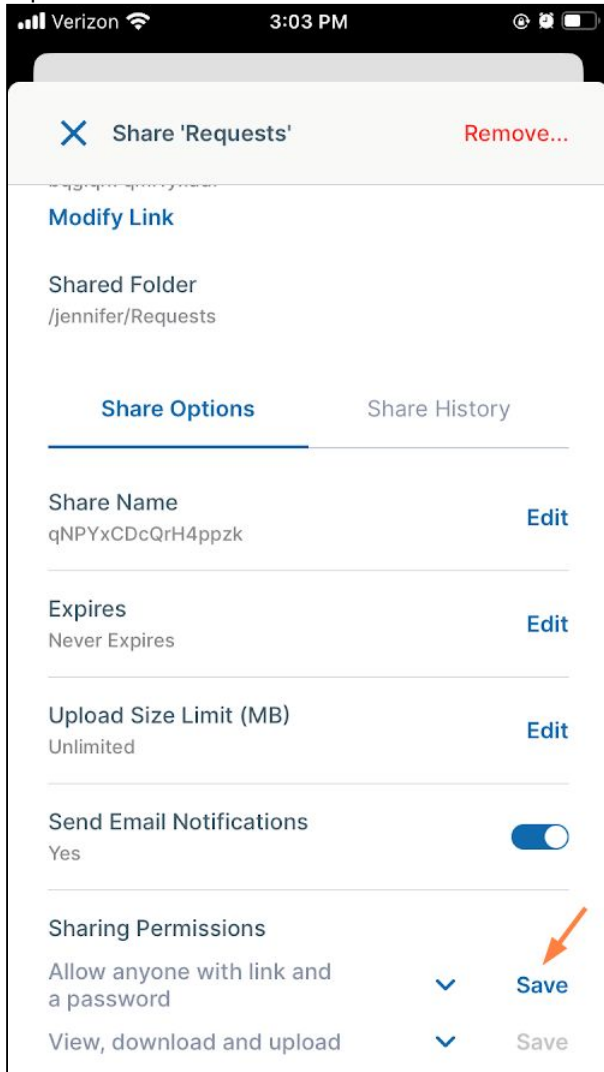 Verizon 3:03 PM
Share 'Requests' Remove...
Modify Link
Shared Folder
/jennifer/Requests
Share Options Share History
Share Name
qNPYxCDcQrH4ppzk Edit
Expires
Never Expires Edit
Upload Size Limit (MB)
Unlimited Edit
Send Email Notifications
Yes
Sharing Permissions
Allow anyone with link and
a password Save
View, download and upload Save